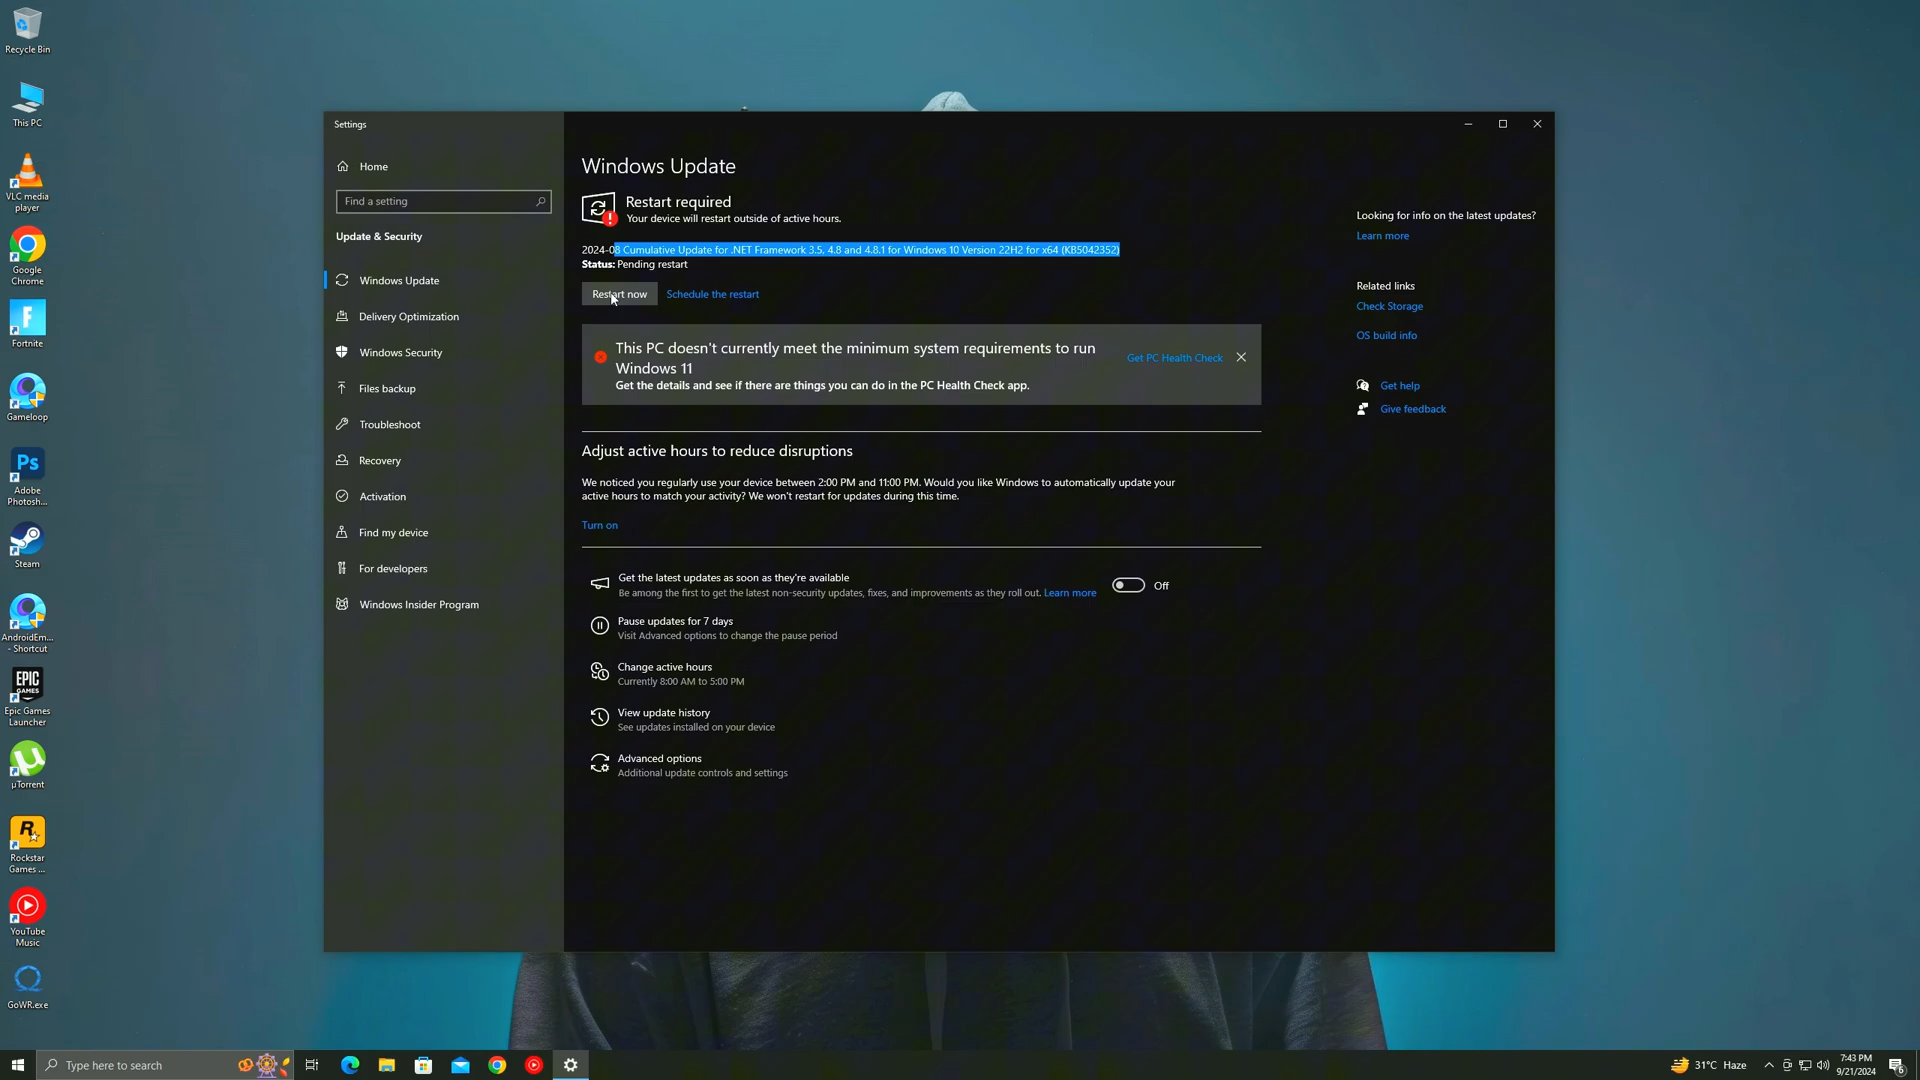 Recycle Bin
This PC
VLC media
player
Google
Chrome
Fortnite
Gameloop
Ps
Adobe
Photosh...
Steam
AndroidEm...
- Shortcut
EPIC
GAMES
Epic Games
Launcher
µTorrent
Rockstar
Games ...
YouTube
Music
GoWR.exe
Settings
Home
Find a setting
Update & Security
Windows Update
Delivery Optimization
Windows Security
Files backup
Troubleshoot
Recovery
Activation
Find my device
For developers
Windows Insider Program
Windows Update
Restart required
Your device will restart outside of active hours.
2024-08 Cumulative Update for .NET Framework 3.5, 4.8 and 4.8.1 for Windows 10 Version 22H2 for x64 (KB5042352)
Status: Pending restart
Restart now Schedule the restart
This PC doesn't currently meet the minimum system requirements to run
Windows 11
Get the details and see if there are things you can do in the PC Health Check app.
Get PC Health Check
Adjust active hours to reduce disruptions
We noticed you regularly use your device between 2:00 PM and 11:00 PM. Would you like Windows to automatically update your
active hours to match your activity? We won't restart for updates during this time.
Turn on
Get the latest updates as soon as they're available
Be among the first to get the latest non-security updates, fixes, and improvements as they roll out. Learn more
Off
Pause updates for 7 days
Visit Advanced options to change the pause period
Change active hours
Currently 8:00 AM to 5:00 PM
View update history
See updates installed on your device
Advanced options
Additional update controls and settings
Looking for info on the latest updates?
Learn more
Related links
Check Storage
OS build info
Get help
Give feedback
Type here to search
31°C Haze
7:43 PM
9/21/2024
6